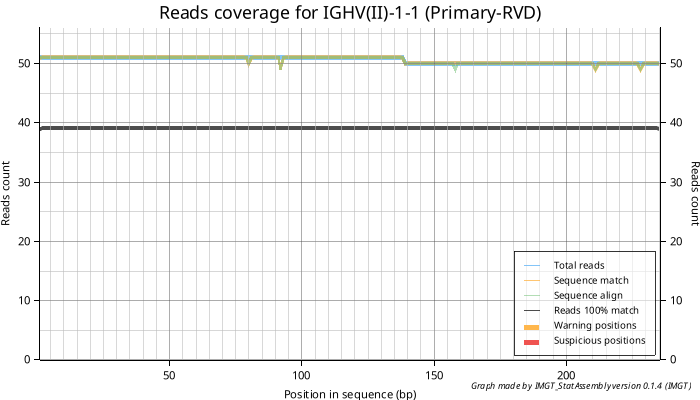 Reads coverage for IGHV(II)-1-1 (Primary-RVD)
50 50
40 40
30 30
20 20
10 10
0 0
Reads count
Reads count
Total reads
Sequence match
Sequence align
Reads 100% match
Warning positions
Suspicious positions
50 100 150 200
Position in sequence (bp)
Graph made by IMGT_StatAssembly version 0.1.4 (IMGT)